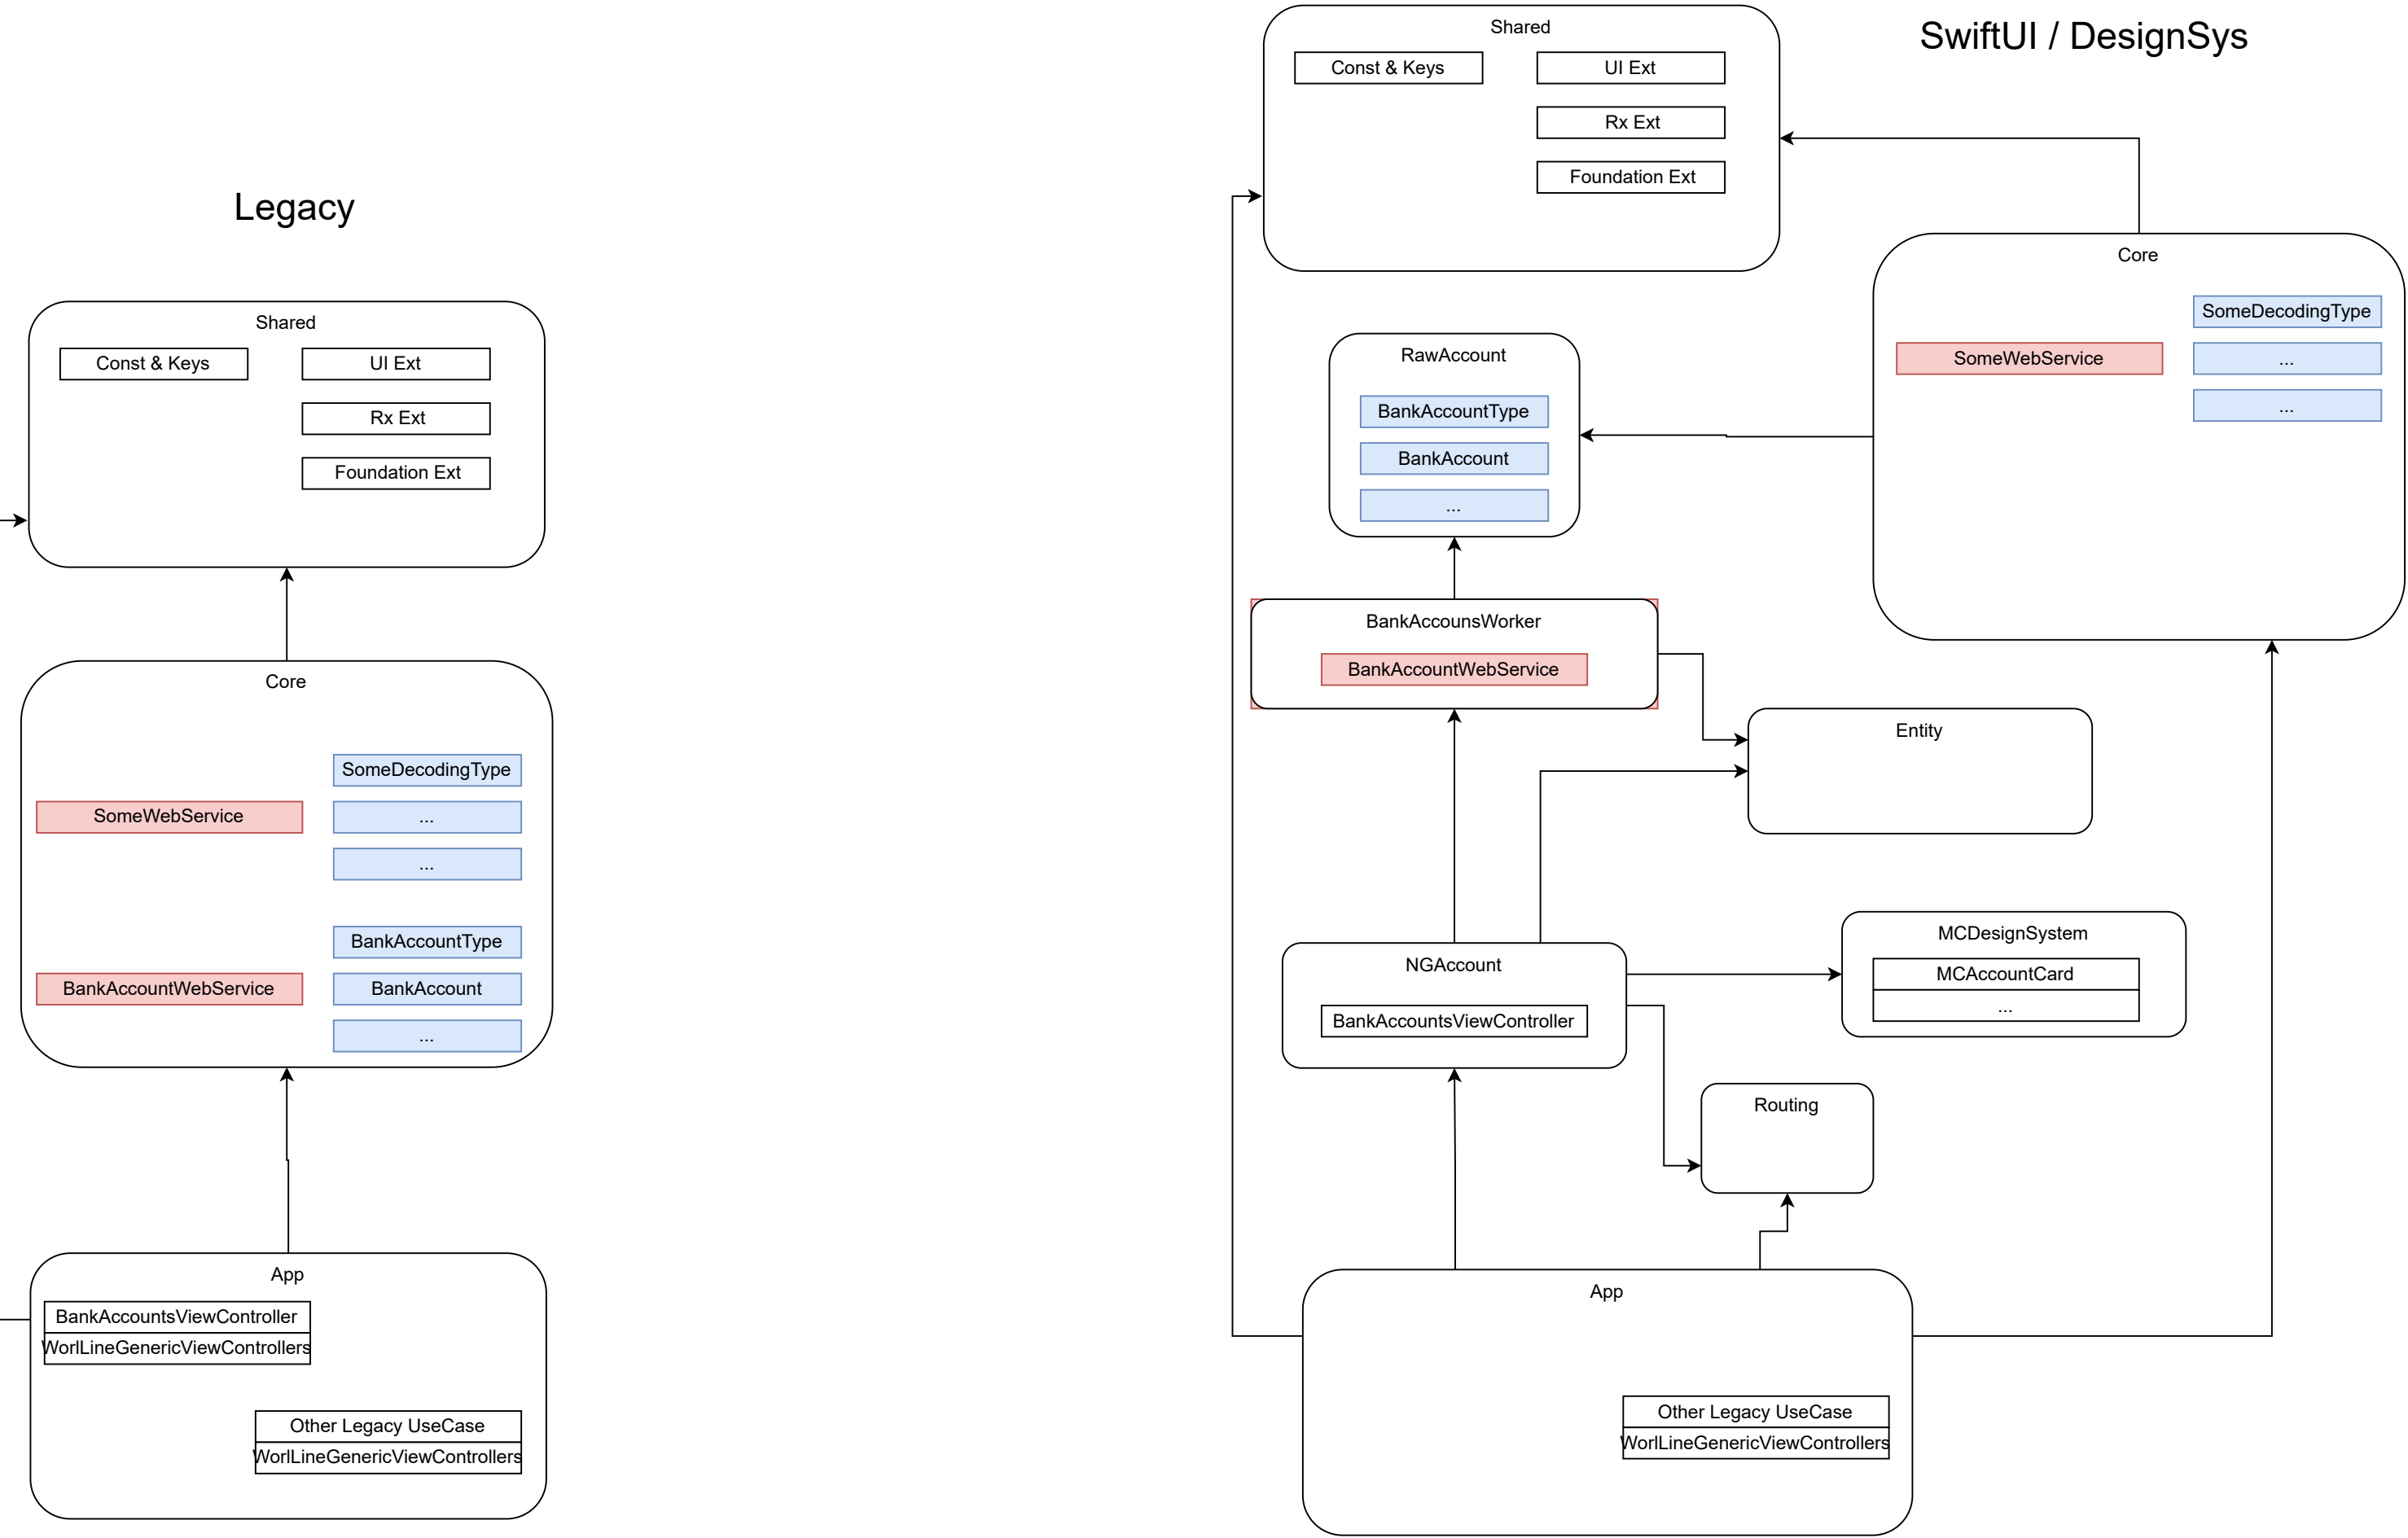 Legacy
Shared
Const & Keys
UI Ext
Rx Ext
Foundation Ext
Core
SomeDecodingType
SomeWebService
...
...
BankAccountType
BankAccountWebService
BankAccount
...
App
BankAccountsViewController
WorlLineGenericViewControllers
Other Legacy UseCase
WorlLineGenericViewControllers
SwiftUI / DesignSys
Shared
Const & Keys
UI Ext
Rx Ext
Foundation Ext
Core
SomeDecodingType
SomeWebService
...
...
RawAccount
BankAccountType
BankAccount
...
BankAccounsWorker
BankAccountWebService
Entity
NGAccount
BankAccountsViewController
MCDesignSystem
MCAccountCard
...
Routing
App
Other Legacy UseCase
WorlLineGenericViewControllers